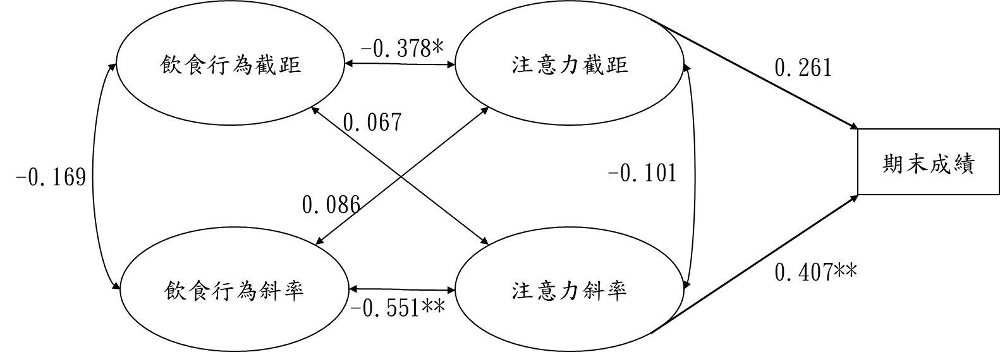 -0.378*
飲食行為截距
注意力截距
0.261
0.067
-0.169
-0.101
期末成績
0.086
飲食行為斜率
注意力斜率
0.407**
-0.551**